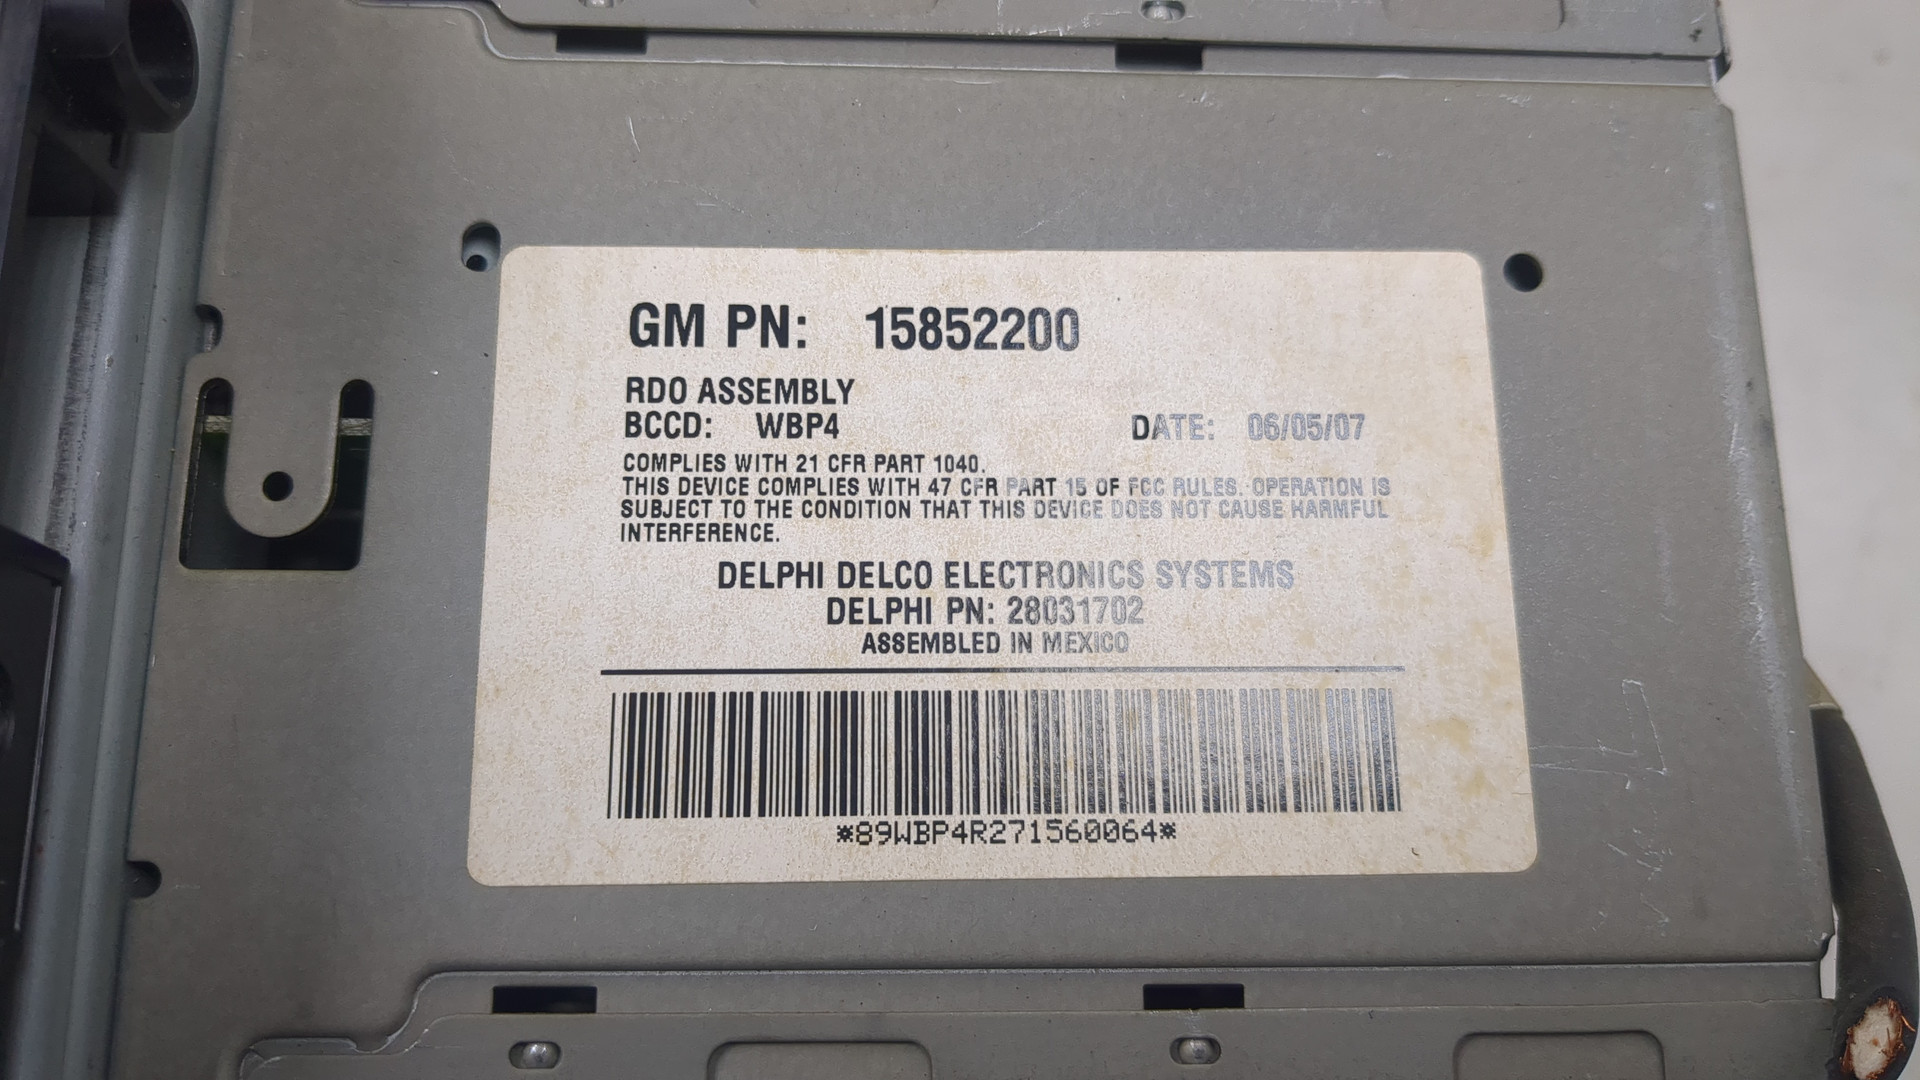 GM PN: 15852200
RDO ASSEMBLY
BCCD: WBP4 DATE: 06/05/07
COMPLIES WITH 21 CFR PART 1040.
THIS DEVICE COMPLIES WITH 47 CFR PART 15 OF FCC RULES. OPERATION IS
SUBJECT TO THE CONDITION THAT THIS DEVICE DOES NOT CAUSE HARMFUL
INTERFERENCE.
DELPHI DELCO ELECTRONICS SYSTEMS
DELPHI PN: 28031702
ASSEMBLED IN MEXICO
*89WBP4R271560064*